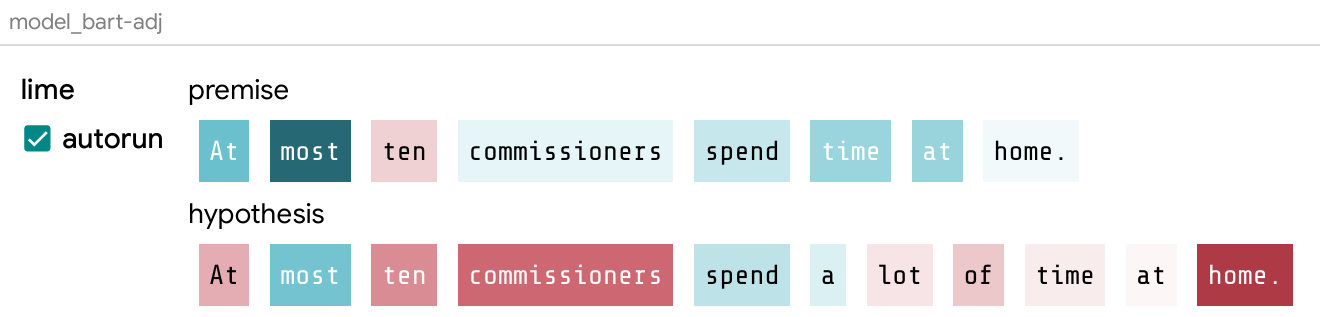 model_bart-adj
lime
autorun
premise
At most ten commissioners spend time at home.
hypothesis
At most ten commissioners spend a lot of time at home.